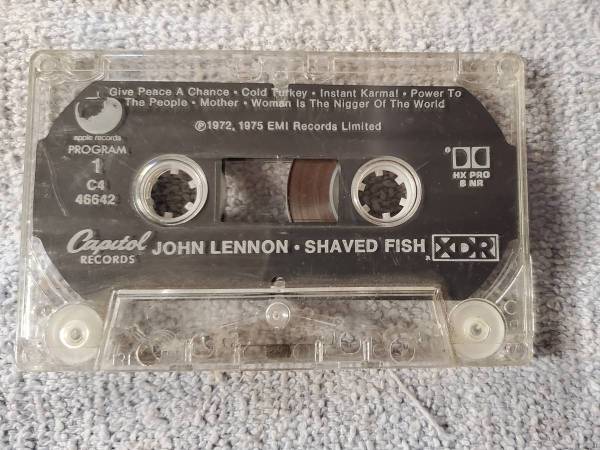 Give Peace A Chance • Cold Turkey • Instant Karma! • Power To
The People • Mother • Woman Is The Nigger Of The World
℗1972, 1975 EMI Records Limited
apple records
PROGRAM
1
C4
46642
HX PRO
B NR
Capitol
RECORDS
JOHN LENNON • SHAVED FISH
XDR